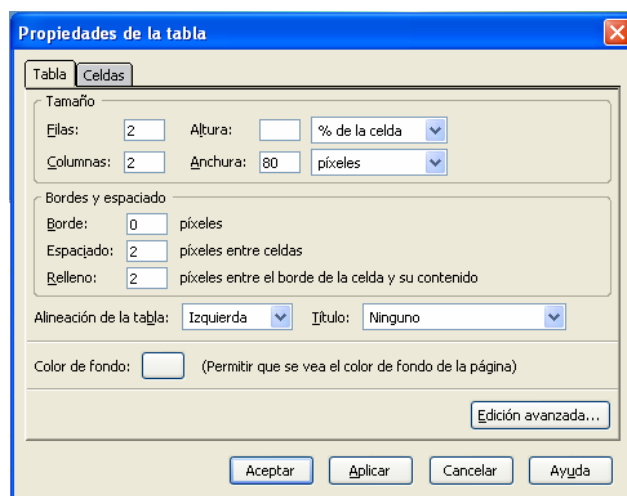 Propiedades de la tabla
Tabla Celdas
Tamaño
Filas: 2 Altura: % de la celda
Columnas: 2 Anchura: 80 píxeles
Bordes y espaciado
Borde: 0 píxeles
Espaciado: 2 píxeles entre celdas
Relleno: 2 píxeles entre el borde de la celda y su contenido
Alineación de la tabla: Izquierda Título: Ninguno
Color de fondo: (Permitir que se vea el color de fondo de la página)
Edición avanzada...
Aceptar Aplicar Cancelar Ayuda